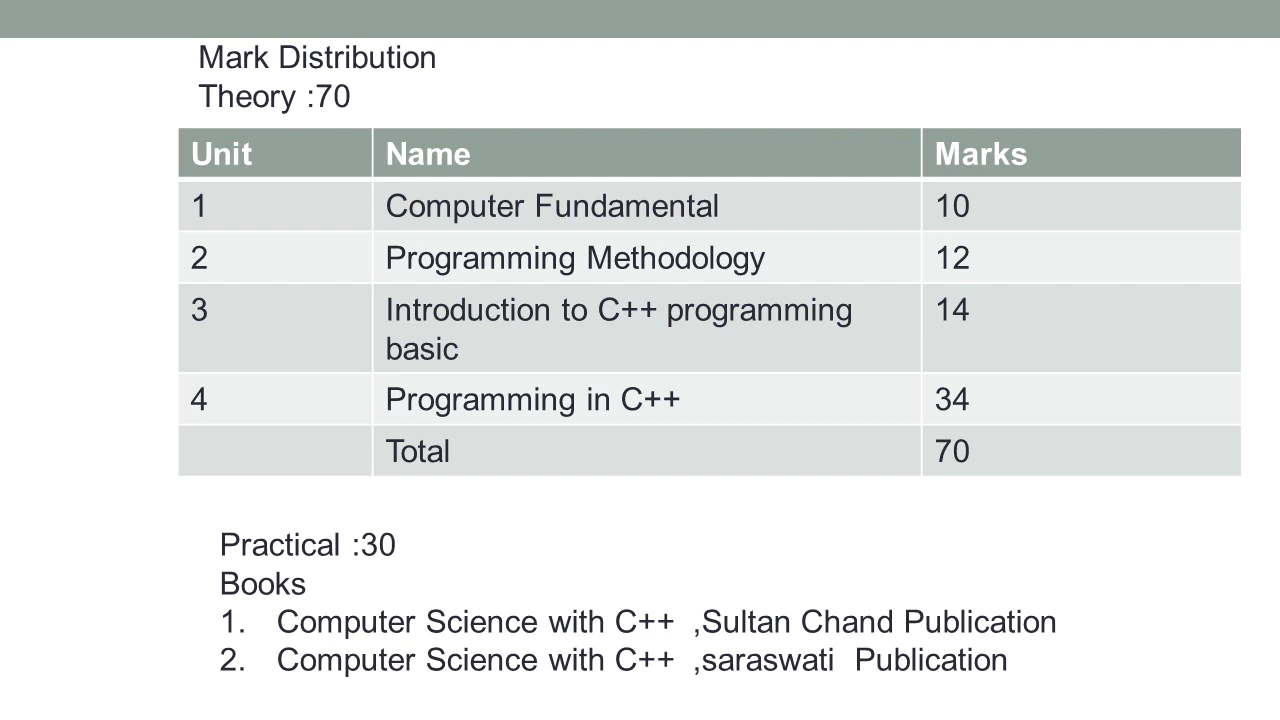 Mark Distribution
Theory :70
Unit Name Marks
1 Computer Fundamental 10
2 Programming Methodology 12
3 Introduction to C++ programming 14
basic
4 Programming in C++ 34
Total 70
Practical :30
Books
1. Computer Science with C++ ,Sultan Chand Publication
2. Computer Science with C++ ,saraswati Publication